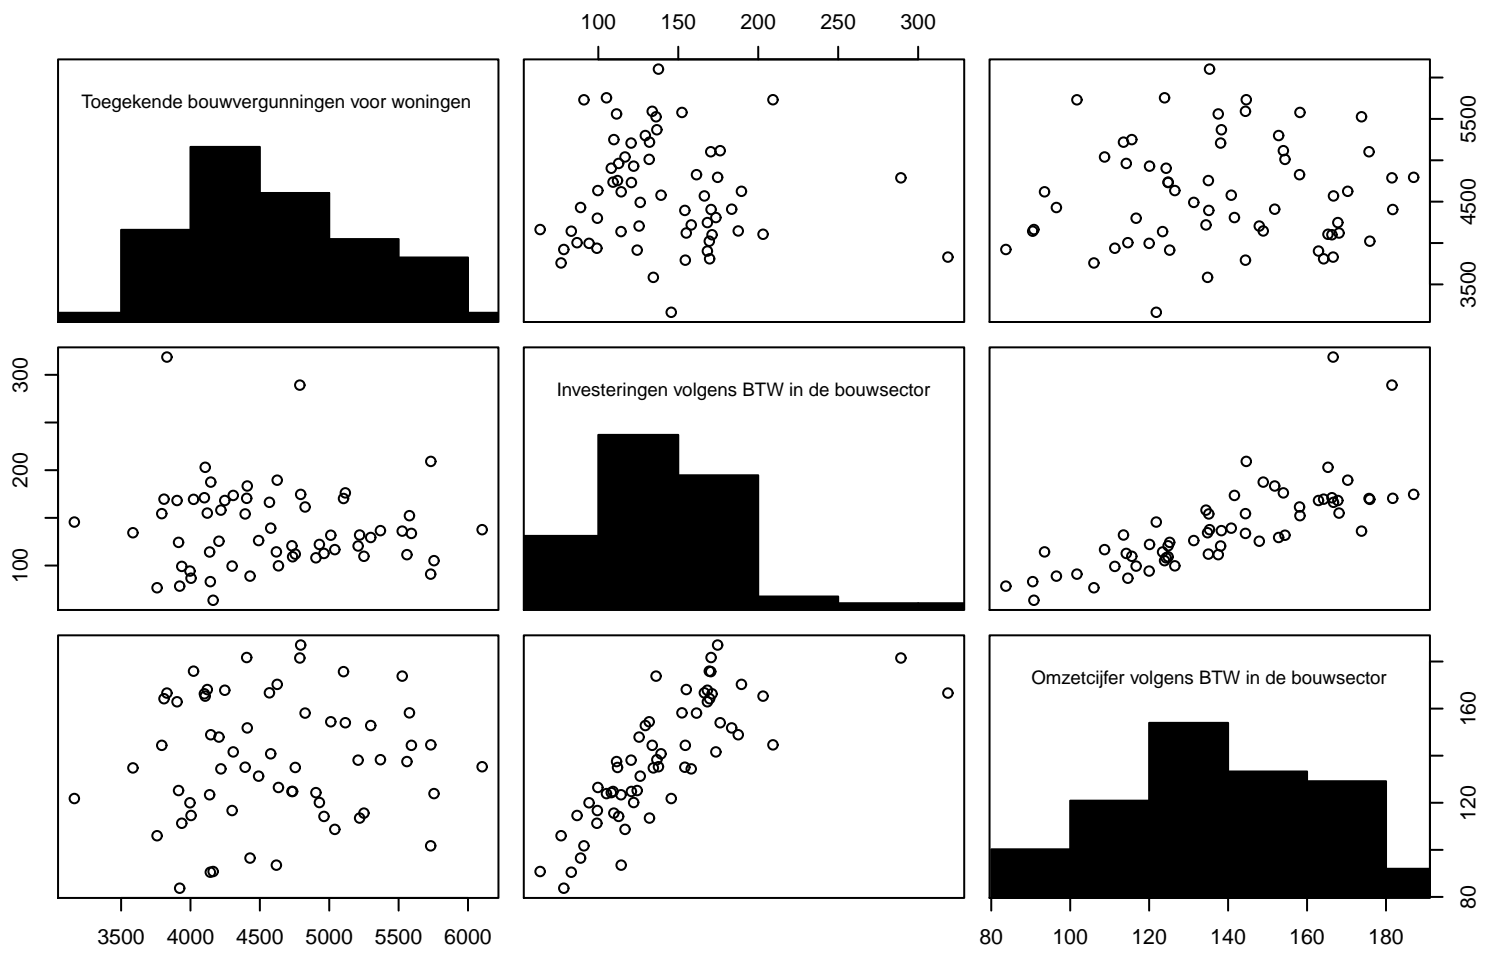 100 150 200 250 300
Toegekende bouwvergunningen voor woningen
3500 4500 5500
100 200 300
Investeringen volgens BTW in de bouwsector
Omzetcijfer volgens BTW in de bouwsector
80 120 160
3500 4000 4500 5000 5500 6000
80 100 120 140 160 180